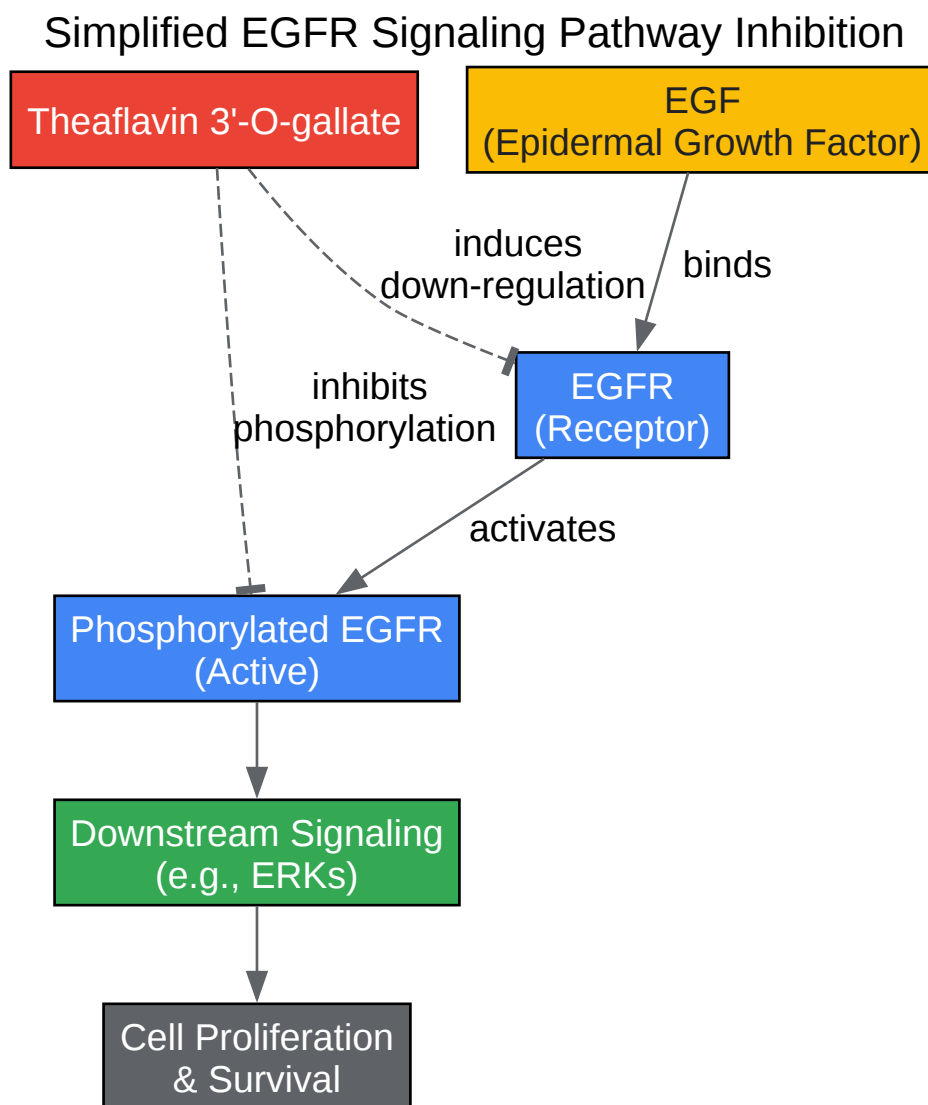 Simplified EGFR Signaling Pathway Inhibition
Theaflavin 3'-O-gallate
EGF
(Epidermal Growth Factor)
induces
down-regulation
binds
inhibits
phosphorylation
EGFR
(Receptor)
activates
Phosphorylated EGFR
(Active)
Downstream Signaling
(e.g., ERKs)
Cell Proliferation
& Survival